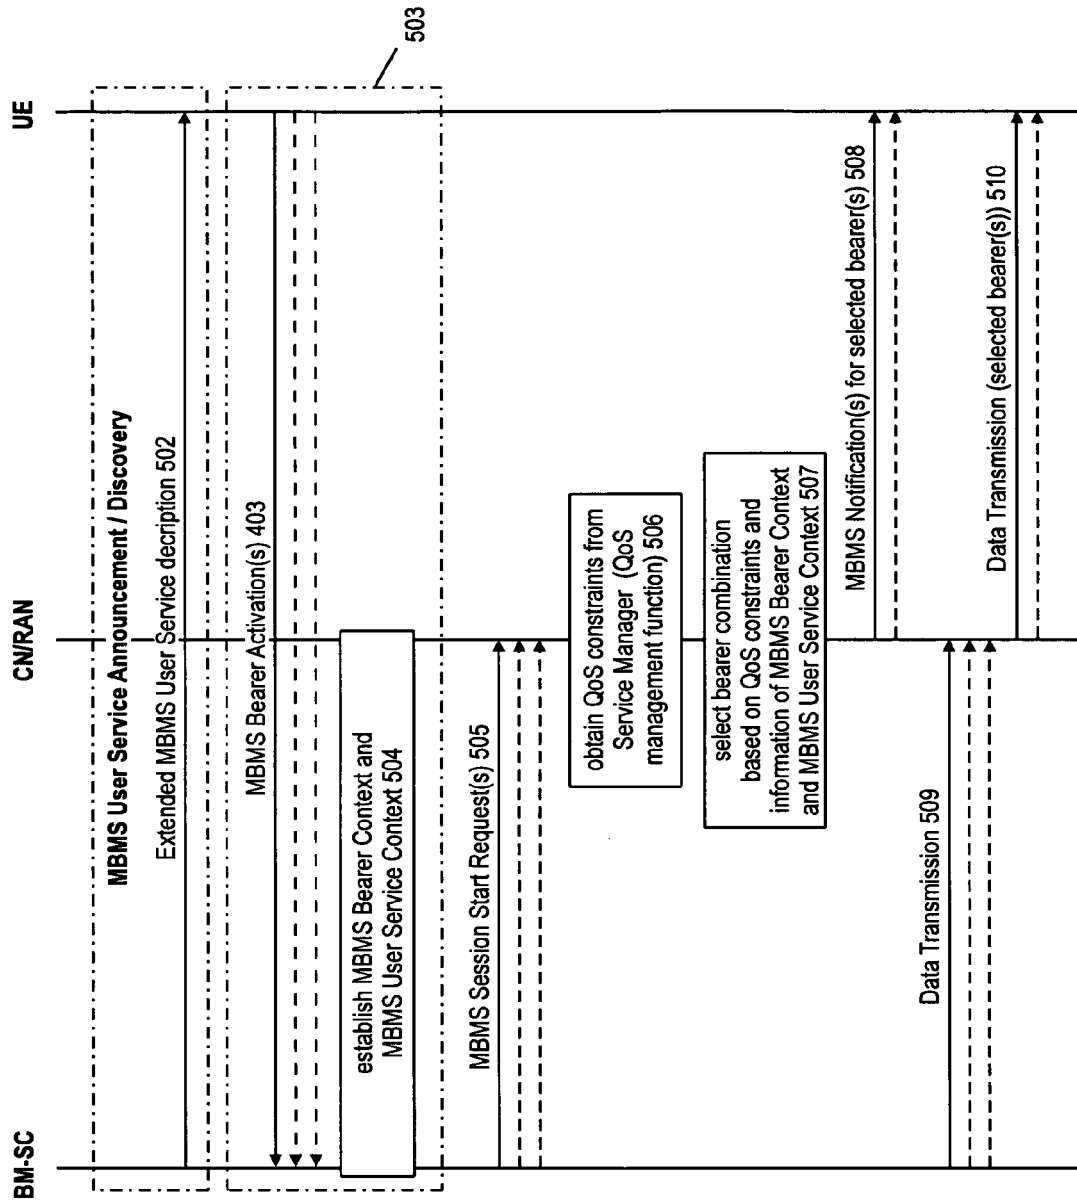 BM-SC
CN/RAN
UE
MBMS User Service Announcement / Discovery
Extended MBMS User Service decription 502
MBMS Bearer Activation(s) 403
503
establish MBMS Bearer Context and
MBMS User Service Context 504
MBMS Session Start Request(s) 505
obtain QoS constraints from
Service Manager (QoS
management function) 506
select bearer combination
based on QoS constraints and
information of MBMS Bearer Context
and MBMS User Service Context 507
MBMS Notification(s) for selected bearer(s) 508
Data Transmission 509
Data Transmission (selected bearer(s)) 510